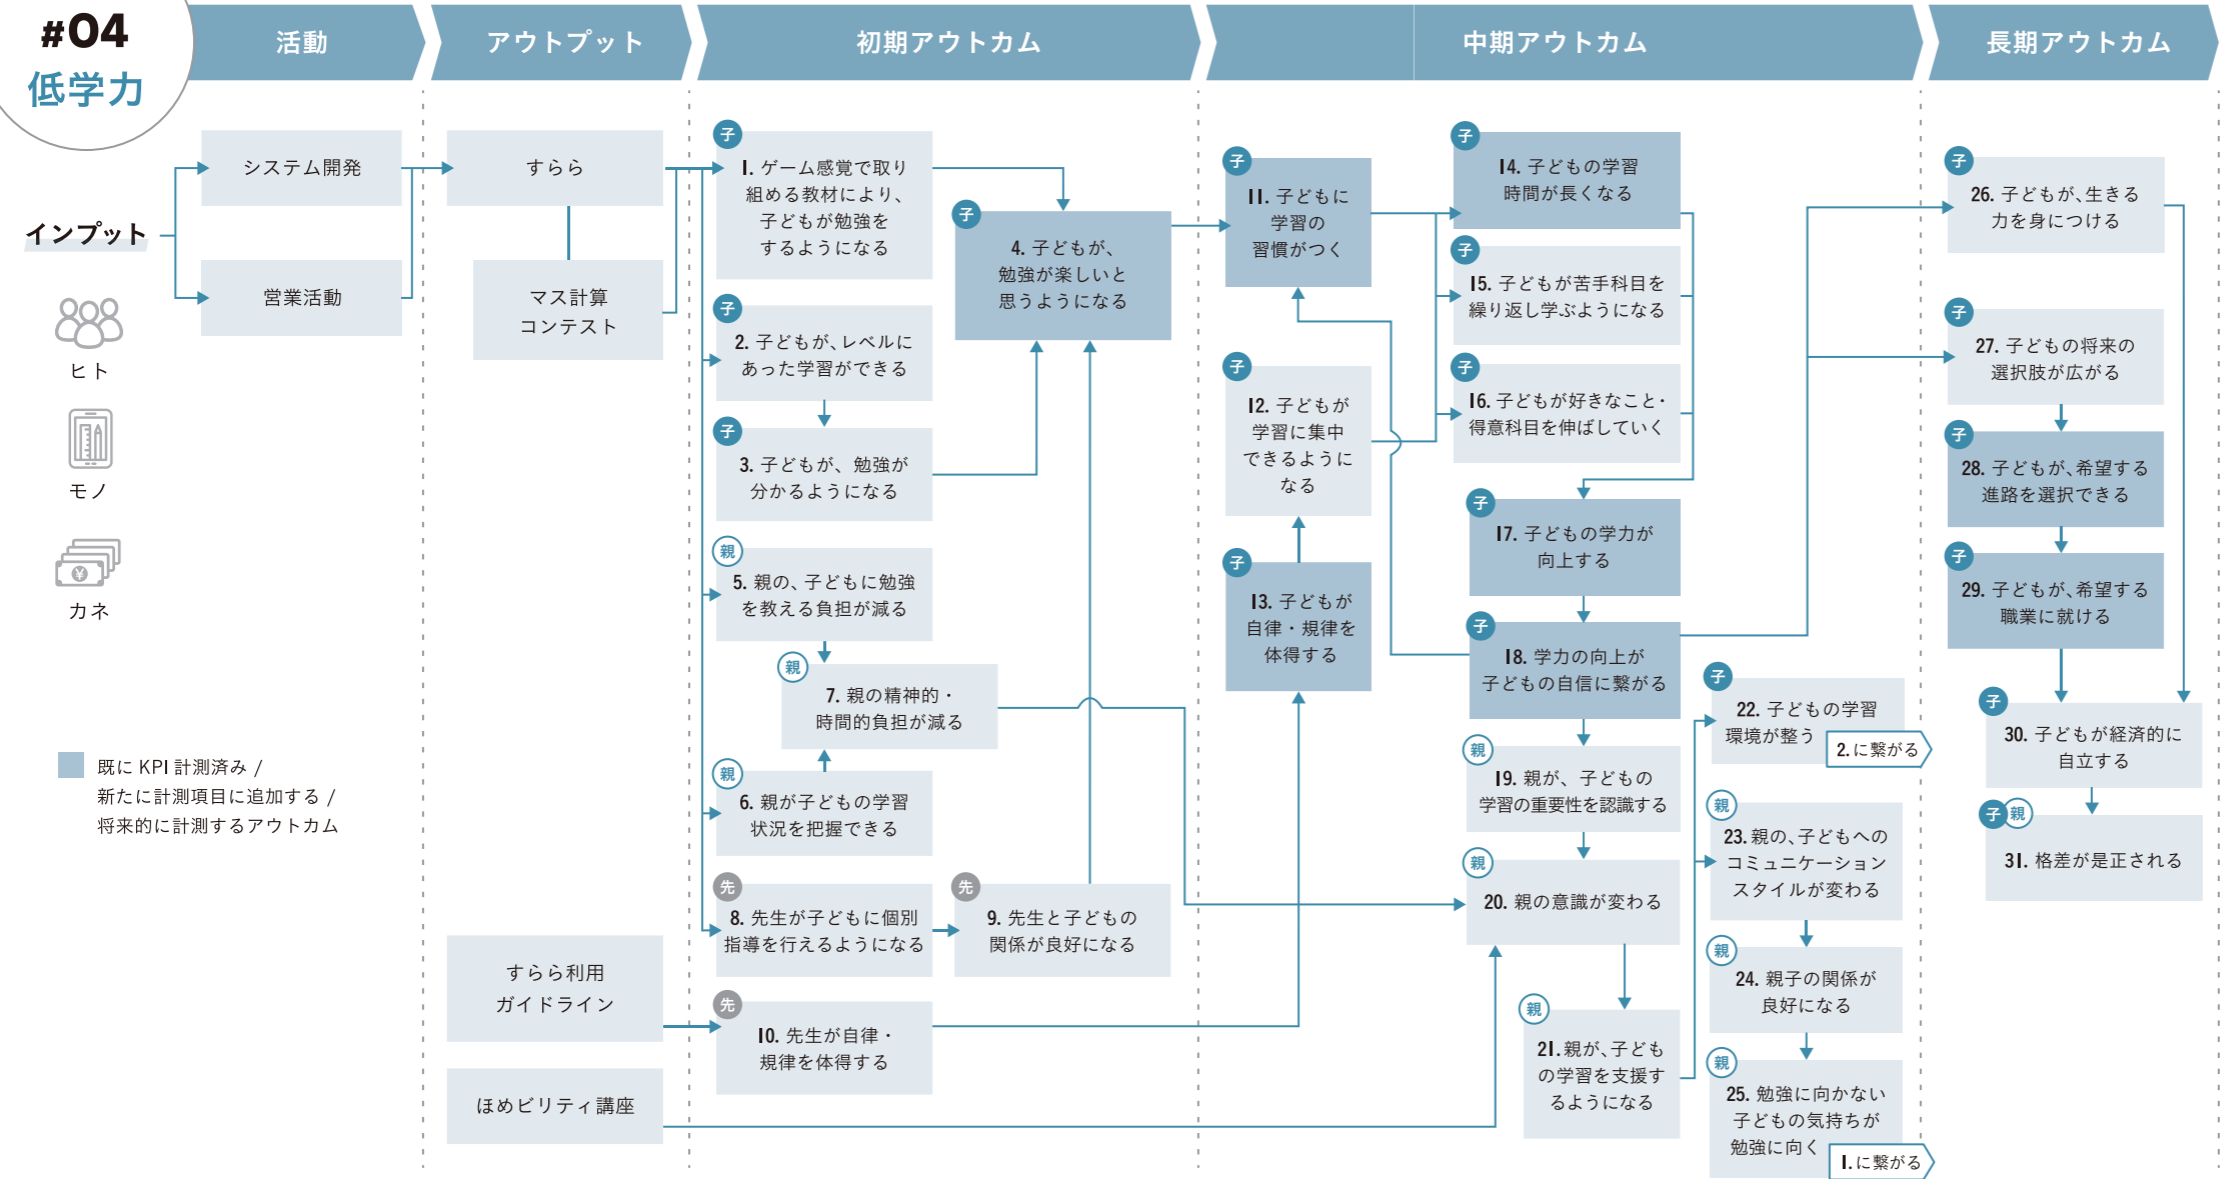 #04
低学力
活動
アウトプット
初期アウトカム
中期アウトカム
長期アウトカム
インプット
ヒト
モノ
カネ
既に KPI 計測済み /
新たに計測項目に追加する /
将来的に計測するアウトカム
システム開発
営業活動
すらら
マス計算
コンテスト
すらら利用
ガイドライン
ほめビリティ講座
子
1. ゲーム感覚で取り
組める教材により、
子どもが勉強を
するようになる
子
2. 子どもが、レベルに
あった学習ができる
子
3. 子どもが、勉強が
分かるようになる
子
4. 子どもが、
勉強が楽しいと
思うようになる
親
5. 親の、子どもに勉強
を教える負担が減る
親
7. 親の精神的・
時間的負担が減る
親
6. 親が子どもの学習
状況を把握できる
先
8. 先生が子どもに個別
指導を行えるようになる
先
9. 先生と子どもの
関係が良好になる
先
10. 先生が自律・
規律を体得する
子
11. 子どもに
学習の
習慣がつく
子
12. 子どもが
学習に集中
できるように
なる
子
13. 子どもが
自律・規律を
体得する
子
14. 子どもの学習
時間が長くなる
子
15. 子どもが苦手科目を
繰り返し学ぶようになる
子
16. 子どもが好きなこと・
得意科目を伸ばしていく
子
17. 子どもの学力が
向上する
子
18. 学力の向上が
子どもの自信に繋がる
親
19. 親が、子どもの
学習の重要性を認識する
親
20. 親の意識が変わる
親
21. 親が、子ども
の学習を支援す
るようになる
子
22. 子どもの学習
環境が整う
2. に繋がる
親
23. 親の、子どもへの
コミュニケーション
スタイルが変わる
親
24. 親子の関係が
良好になる
親
25. 勉強に向かない
子どもの気持ちが
勉強に向く
1. に繋がる
子
26. 子どもが、生きる
力を身につける
子
27. 子どもの将来の
選択肢が広がる
子
28. 子どもが、希望する
進路を選択できる
子
29. 子どもが、希望する
職業に就ける
子
30. 子どもが経済的に
自立する
子 親
31. 格差が是正される